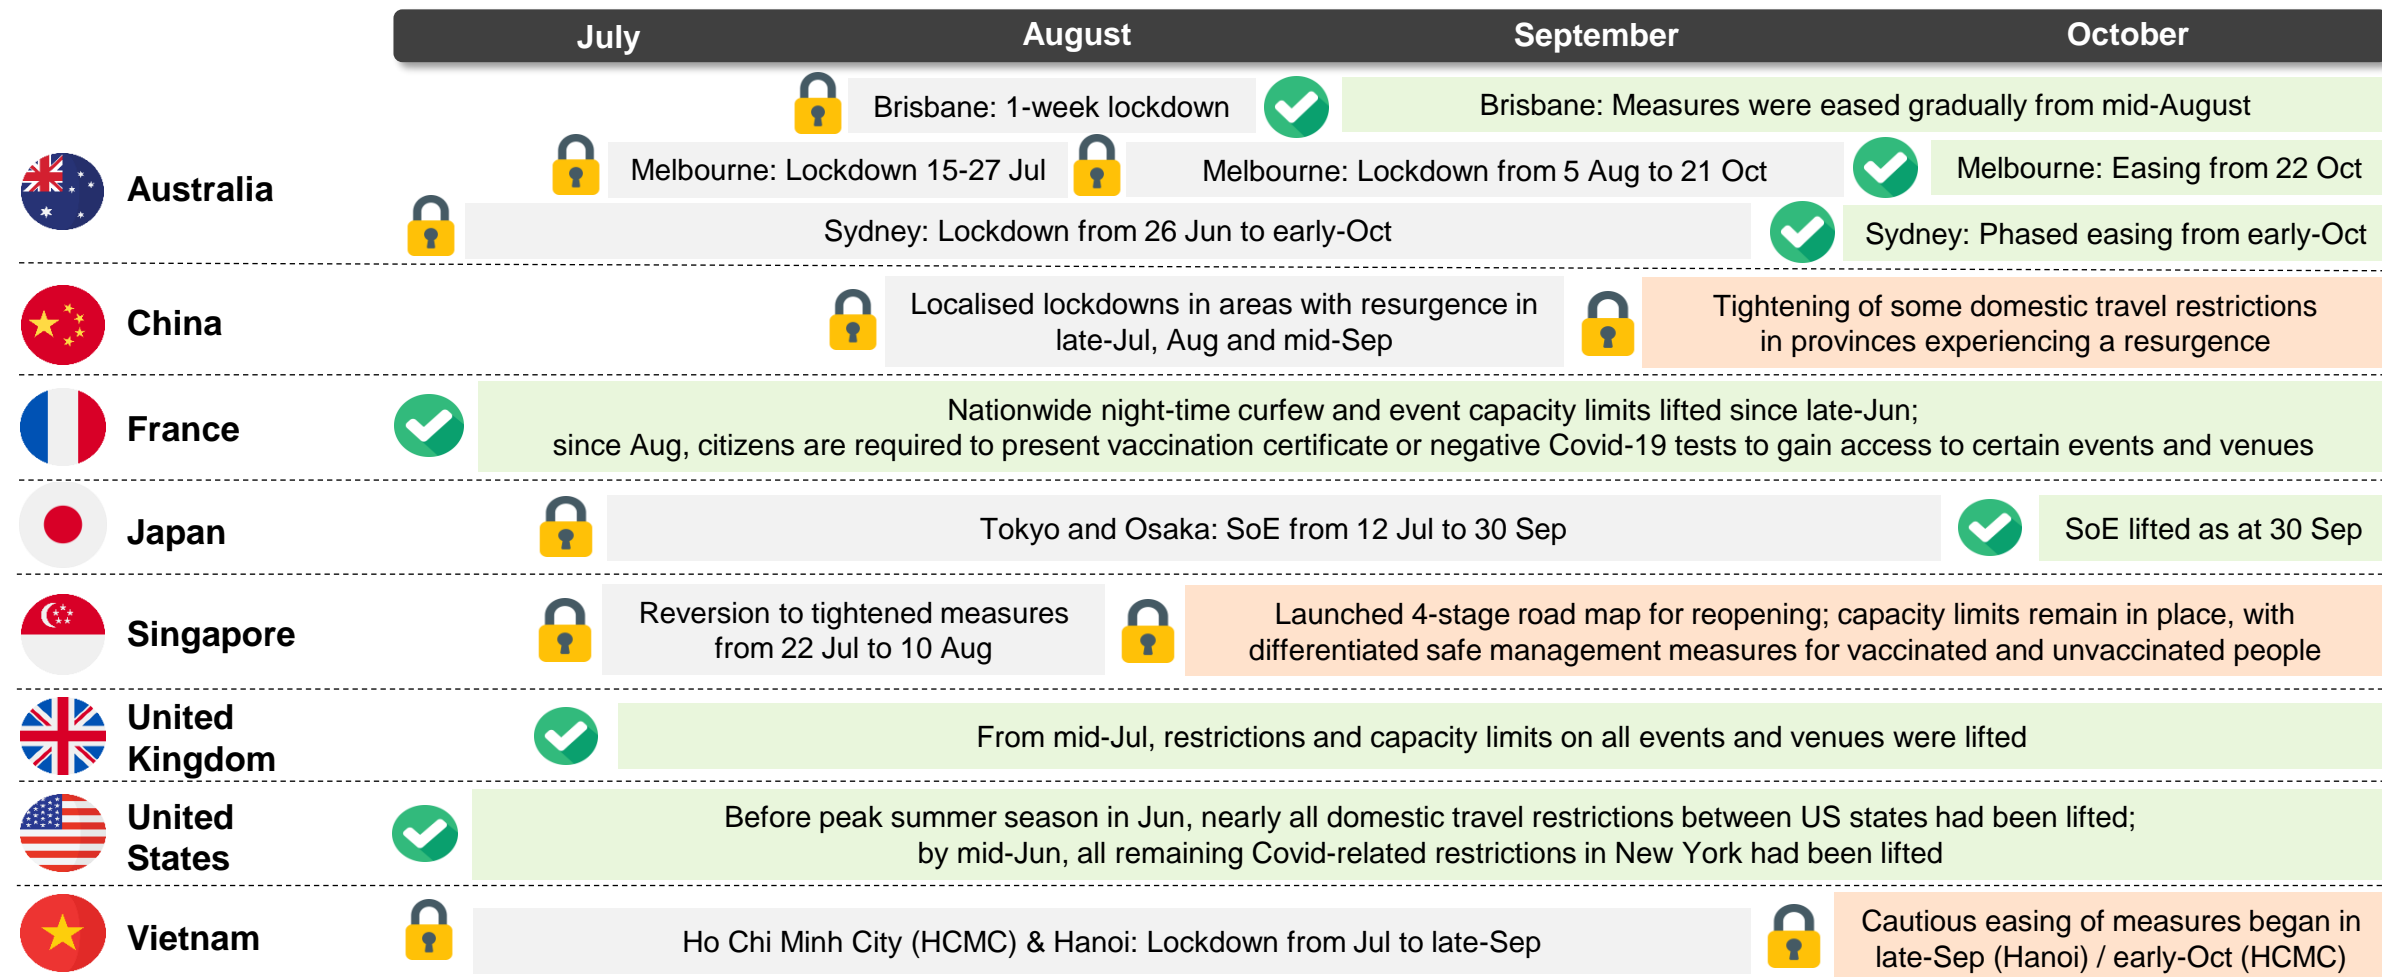 July August September October
Brisbane: 1-week lockdown
Brisbane: Measures were eased gradually from mid-August
Australia
Melbourne: Lockdown 15-27 Jul
Melbourne: Lockdown from 5 Aug to 21 Oct
Melbourne: Easing from 22 Oct
Sydney: Lockdown from 26 Jun to early-Oct
Sydney: Phased easing from early-Oct
China
Localised lockdowns in areas with resurgence in
late-Jul, Aug and mid-Sep
Tightening of some domestic travel restrictions
in provinces experiencing a resurgence
France
Nationwide night-time curfew and event capacity limits lifted since late-Jun;
since Aug, citizens are required to present vaccination certificate or negative Covid-19 tests to gain access to certain events and venues
Japan
Tokyo and Osaka: SoE from 12 Jul to 30 Sep
SoE lifted as at 30 Sep
Singapore
Reversion to tightened measures
from 22 Jul to 10 Aug
Launched 4-stage road map for reopening; capacity limits remain in place, with
differentiated safe management measures for vaccinated and unvaccinated people
United
Kingdom
From mid-Jul, restrictions and capacity limits on all events and venues were lifted
United
States
Before peak summer season in Jun, nearly all domestic travel restrictions between US states had been lifted;
by mid-Jun, all remaining Covid-related restrictions in New York had been lifted
Vietnam
Ho Chi Minh City (HCMC) & Hanoi: Lockdown from Jul to late-Sep
Cautious easing of measures began in
late-Sep (Hanoi) / early-Oct (HCMC)